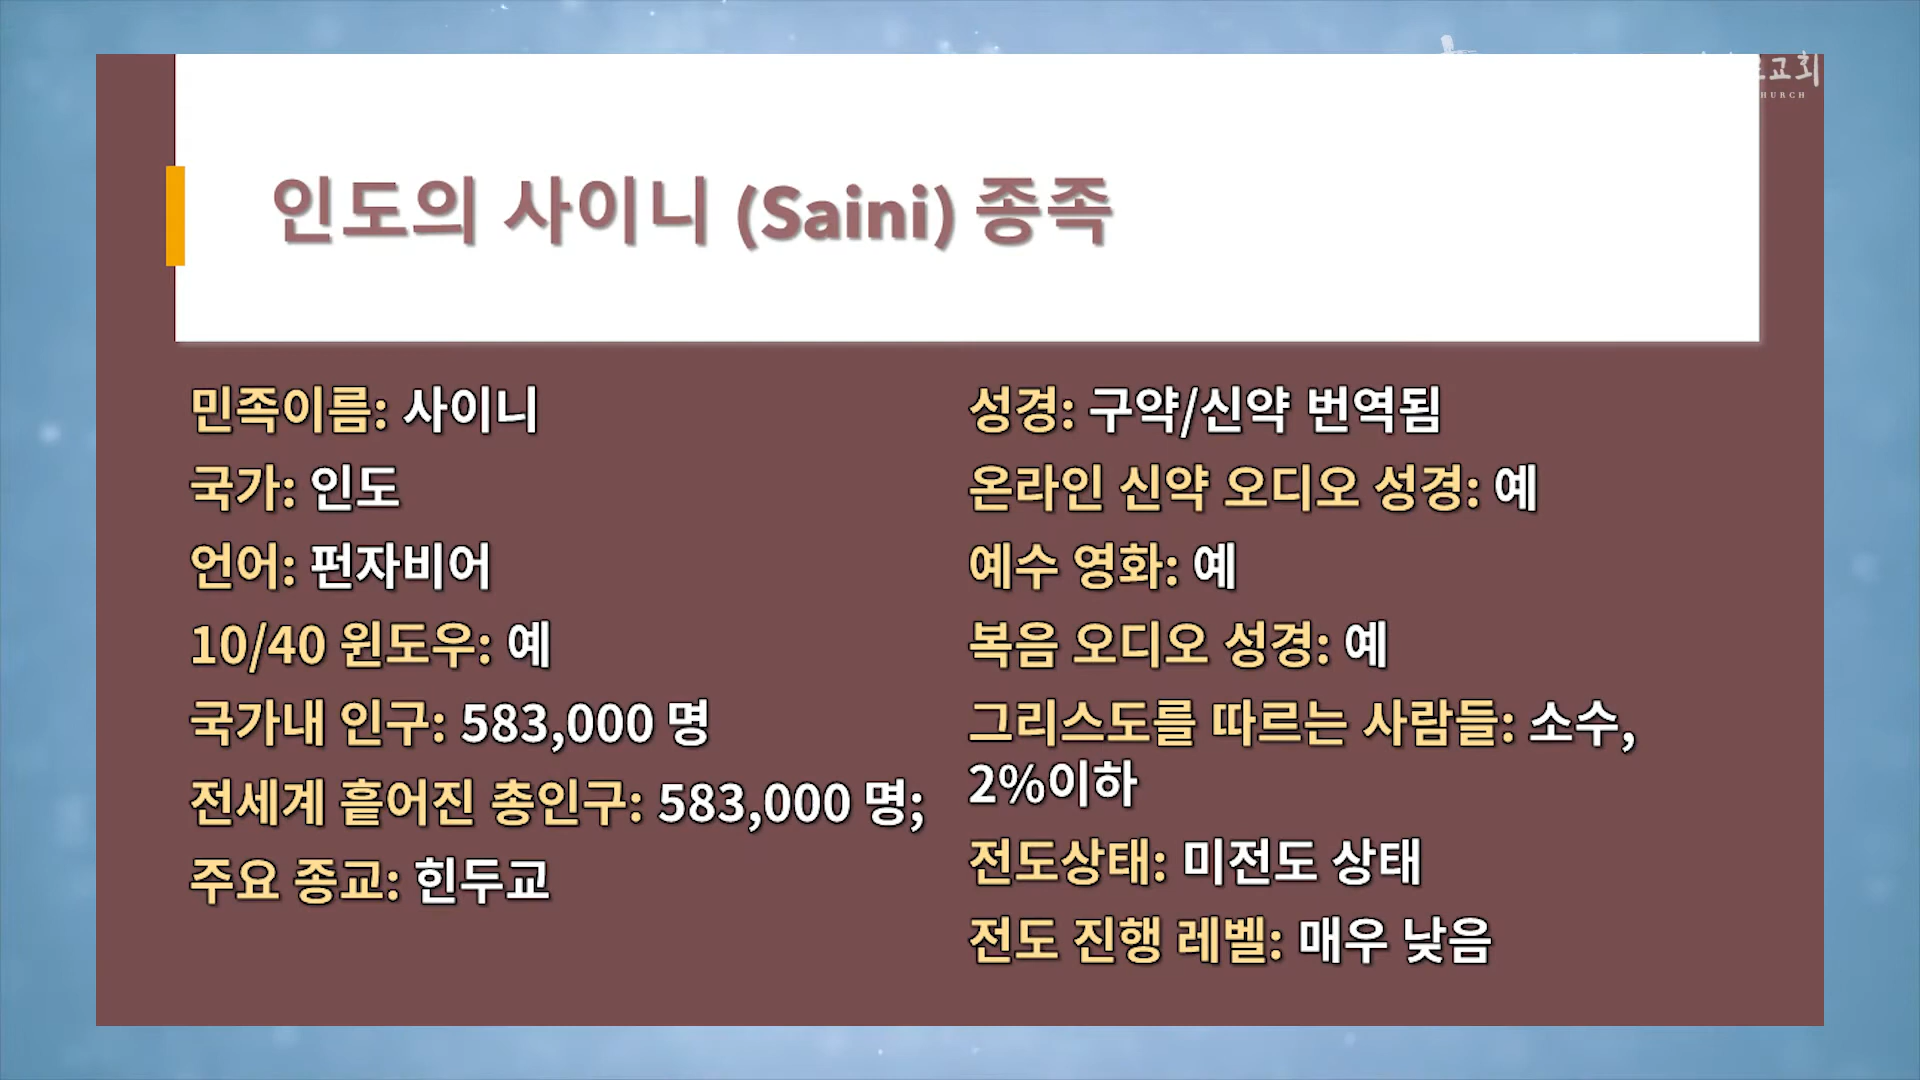 교회
HURCH
인도의 사이니 (Saini) 종족
민족이름: 사이니
국가: 인도
언어: 펀자비어
10/40 윈도우: 예
국가내 인구: 583,000 명
전세계 흩어진 총인구: 583,000 명;
주요 종교: 힌두교
성경: 구약/신약 번역됨
온라인 신약 오디오 성경: 예
예수 영화: 예
복음 오디오 성경: 예
그리스도를 따르는 사람들: 소수,
2%이하
전도상태: 미전도 상태
전도 진행 레벨: 매우 낮음